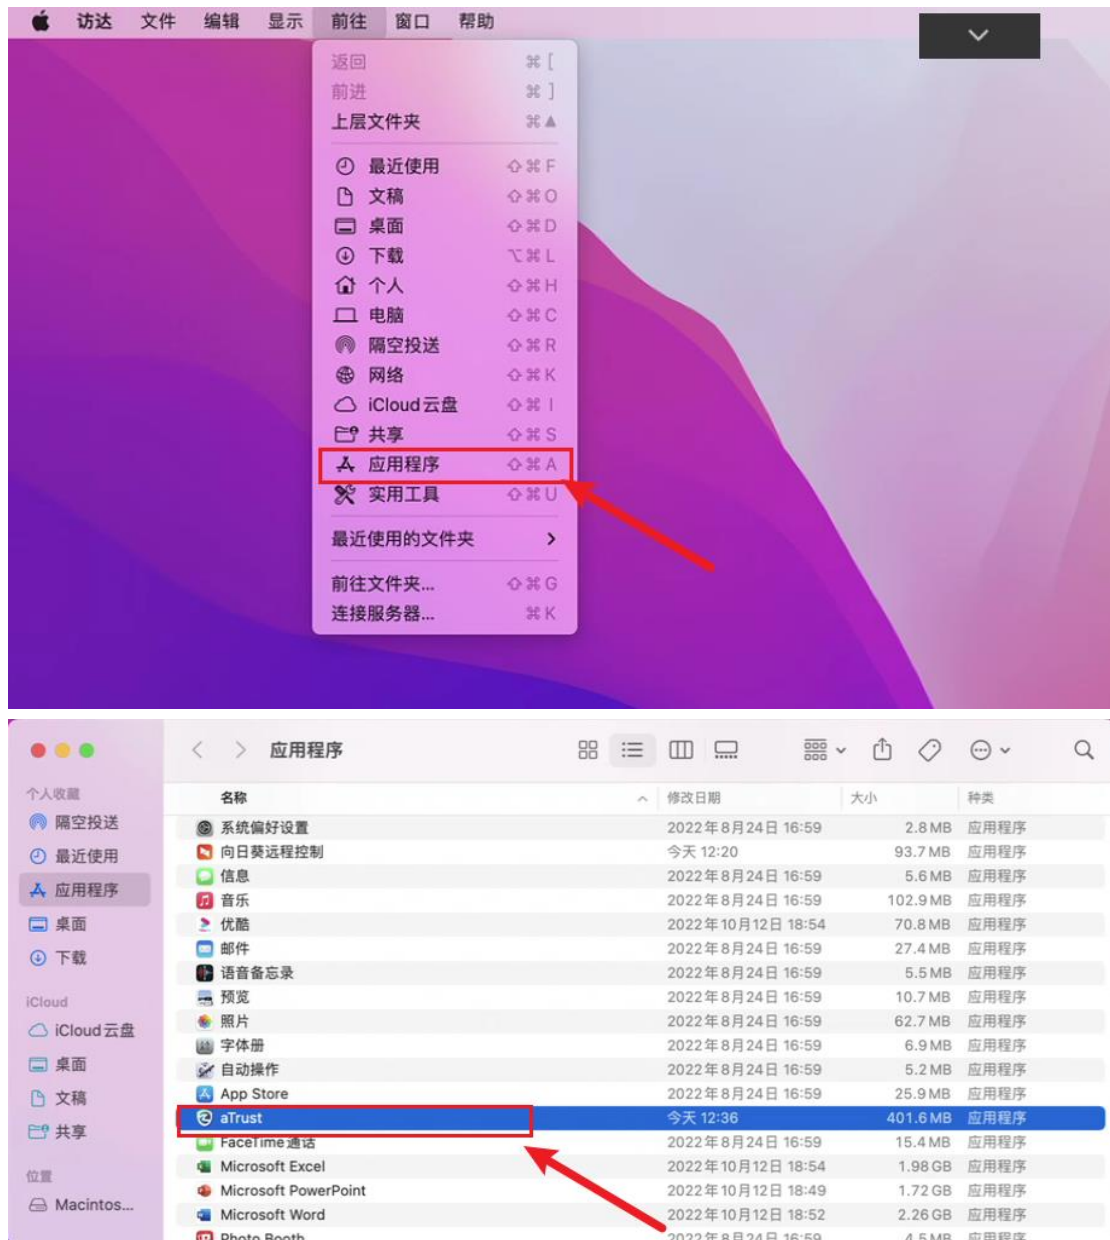 访达 文件 编辑 显示 前往 窗口 帮助
返回 ⌘ [
前进 ⌘ ]
上层文件夹 ⌘▲
最近使用 ⇧⌘F
文稿 ⇧⌘O
桌面 ⇧⌘D
下载 ⌥⌘L
个人 ⇧⌘H
电脑 ⇧⌘C
隔空投送 ⇧⌘R
网络 ⇧⌘K
iCloud云盘 ⇧⌘I
共享 ⇧⌘S
应用程序 ⇧⌘A
实用工具 ⇧⌘U
最近使用的文件夹 >
前往文件夹... ⇧⌘G
连接服务器... ⌘K
应用程序
个人收藏
隔空投送
最近使用
应用程序
桌面
下载
iCloud
iCloud云盘
桌面
文稿
共享
位置
Macintos...
名称 修改日期 大小 种类
系统偏好设置 2022年8月24日 16:59 2.8 MB 应用程序
向日葵远程控制 今天 12:20 93.7 MB 应用程序
信息 2022年8月24日 16:59 5.6 MB 应用程序
音乐 2022年8月24日 16:59 102.9 MB 应用程序
优酷 2022年10月12日 18:54 70.8 MB 应用程序
邮件 2022年8月24日 16:59 27.4 MB 应用程序
语音备忘录 2022年8月24日 16:59 5.5 MB 应用程序
预览 2022年8月24日 16:59 10.7 MB 应用程序
照片 2022年8月24日 16:59 62.7 MB 应用程序
字体册 2022年8月24日 16:59 6.9 MB 应用程序
自动操作 2022年8月24日 16:59 5.2 MB 应用程序
App Store 2022年8月24日 16:59 25.9 MB 应用程序
aTrust 今天 12:36 401.6 MB 应用程序
FaceTime通话 2022年8月24日 16:59 15.4 MB 应用程序
Microsoft Excel 2022年10月12日 18:54 1.98 GB 应用程序
Microsoft PowerPoint 2022年10月12日 18:49 1.72 GB 应用程序
Microsoft Word 2022年10月12日 18:52 2.26 GB 应用程序
Photo Booth 2022年8月24日 16:59 4.5 MB 应用程序